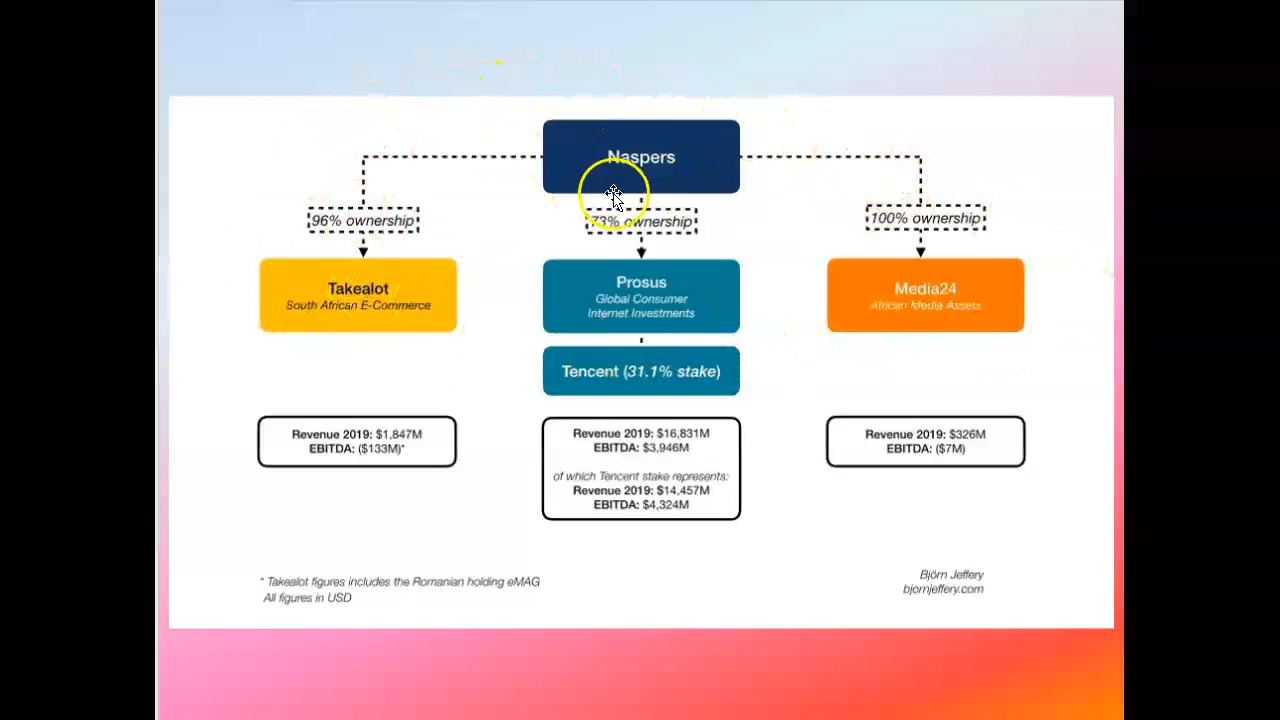 Naspers
96% ownership
73% ownership
100% ownership
Takealot
South African E-Commerce
Prosus
Global Consumer
Internet Investments
Media24
African Media Assets
Tencent (31.1% stake)
Revenue 2019: $1,847M
EBITDA: ($133M)*
Revenue 2019: $16,831M
EBITDA: $3,946M
of which Tencent stake represents:
Revenue 2019: $14,457M
EBITDA: $4,324M
Revenue 2019: $326M
EBITDA: ($7M)
* Takealot figures includes the Romanian holding eMAG
All figures in USD
Björn Jeffery
bjornjeffery.com